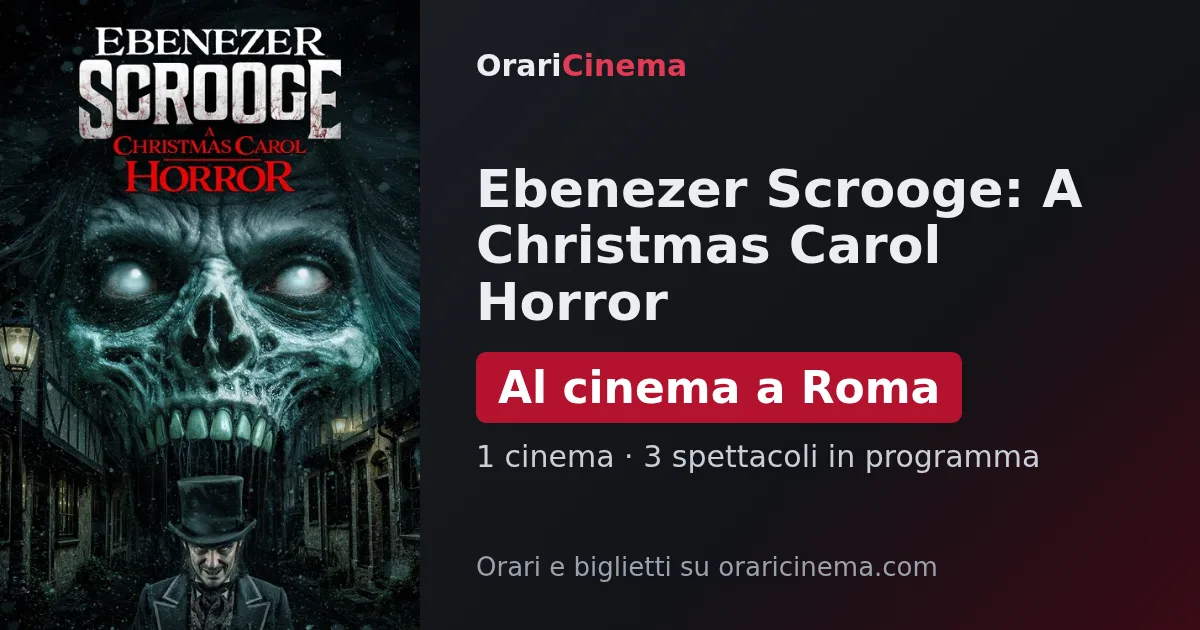 EBENEZER
SCROOGE
A
CHRISTMAS CAROL
HORROR
OrariCinema
Ebenezer Scrooge: A
Christmas Carol
Horror
Al cinema a Roma
1 cinema · 3 spettacoli in programma
Orari e biglietti su oraricinema.com